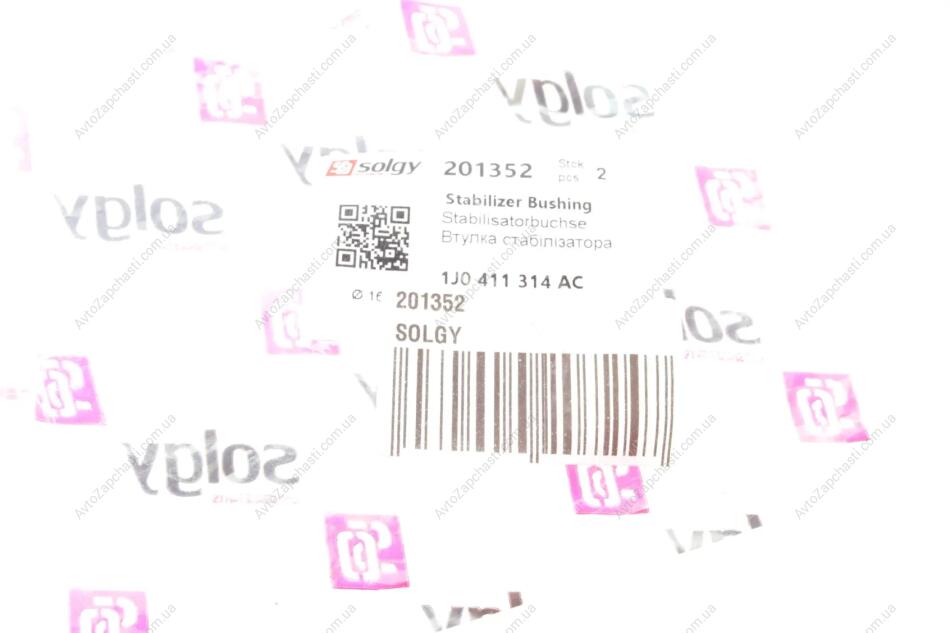 solgy 201352 Stck pcs 2
Stabilizer Bushing
Stabilisatorbuchse
Втулка стабілізатора
1J0 411 314 AC
Ø 16
201352
SOLGY
solgy
solgy
solgy
AvtoZapchasti.com.ua